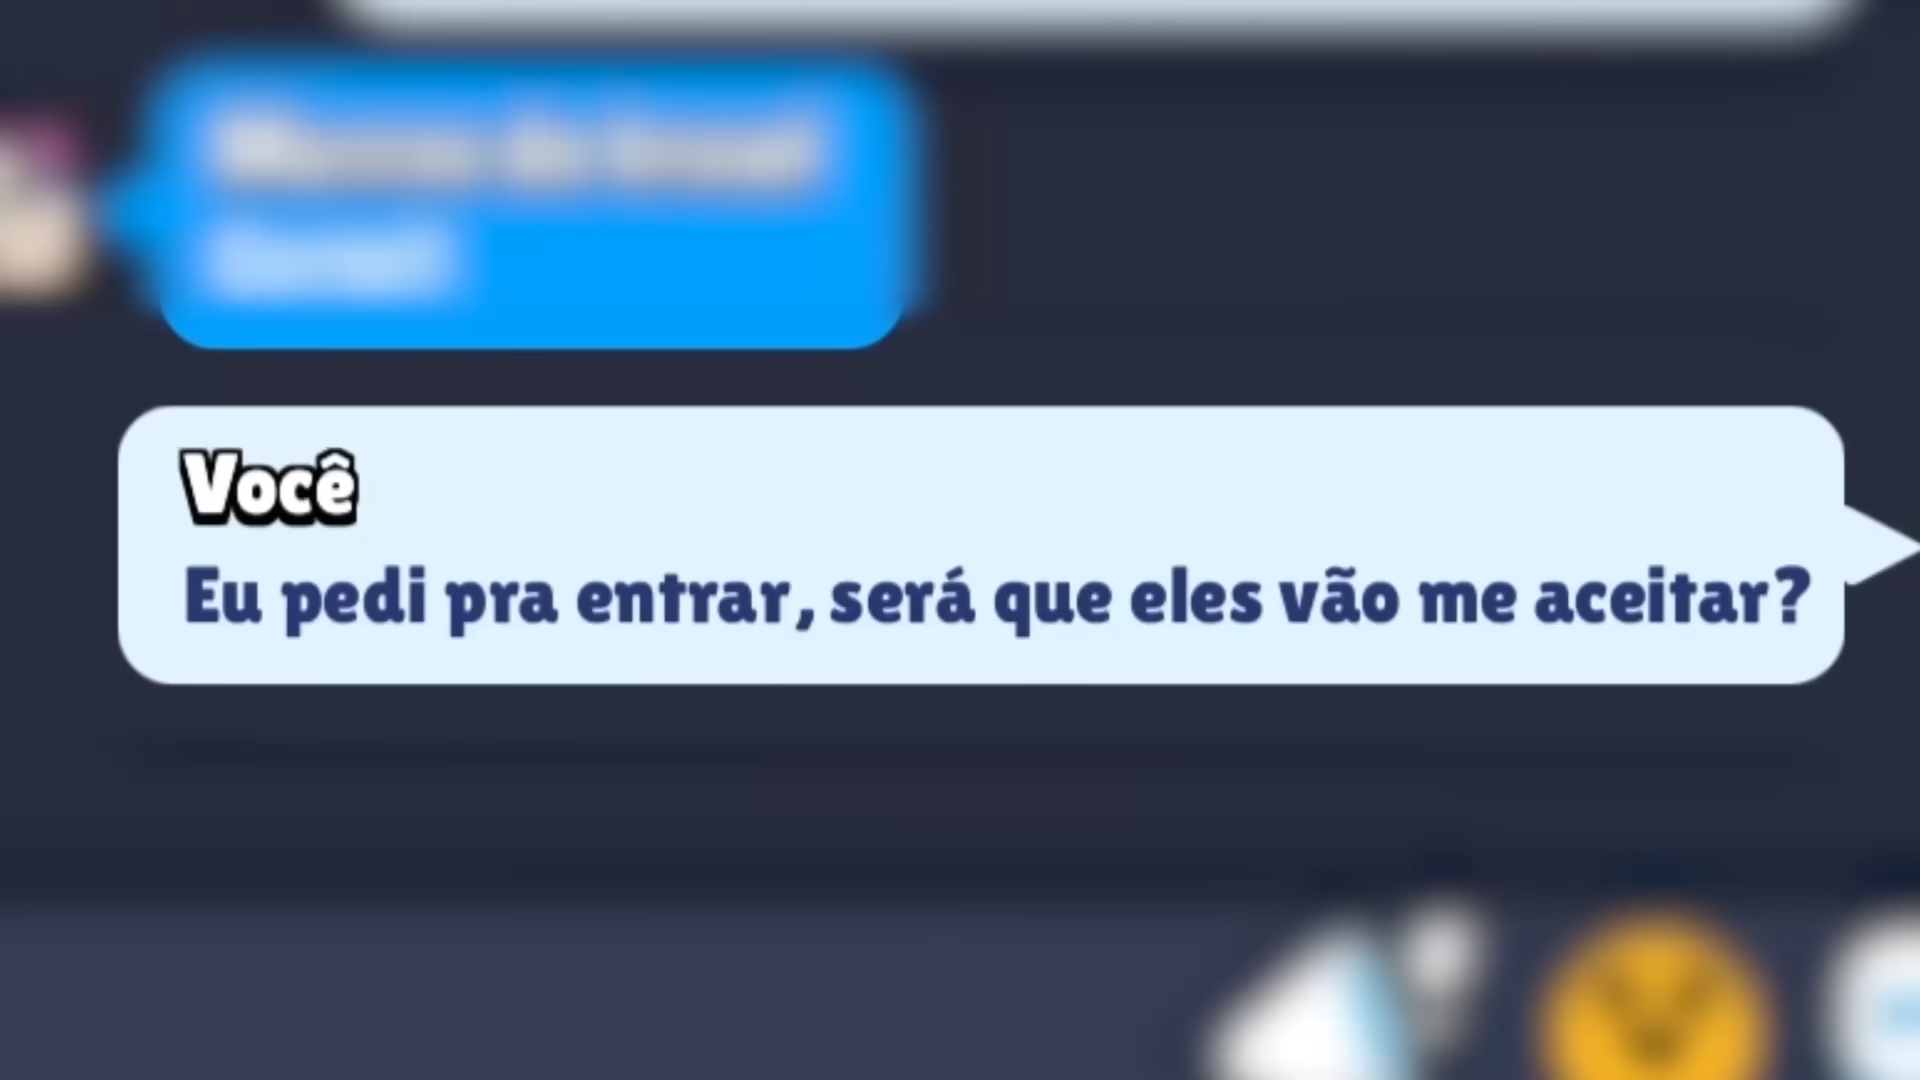 Você
Eu pedi pra entrar, será que eles vão me aceitar?